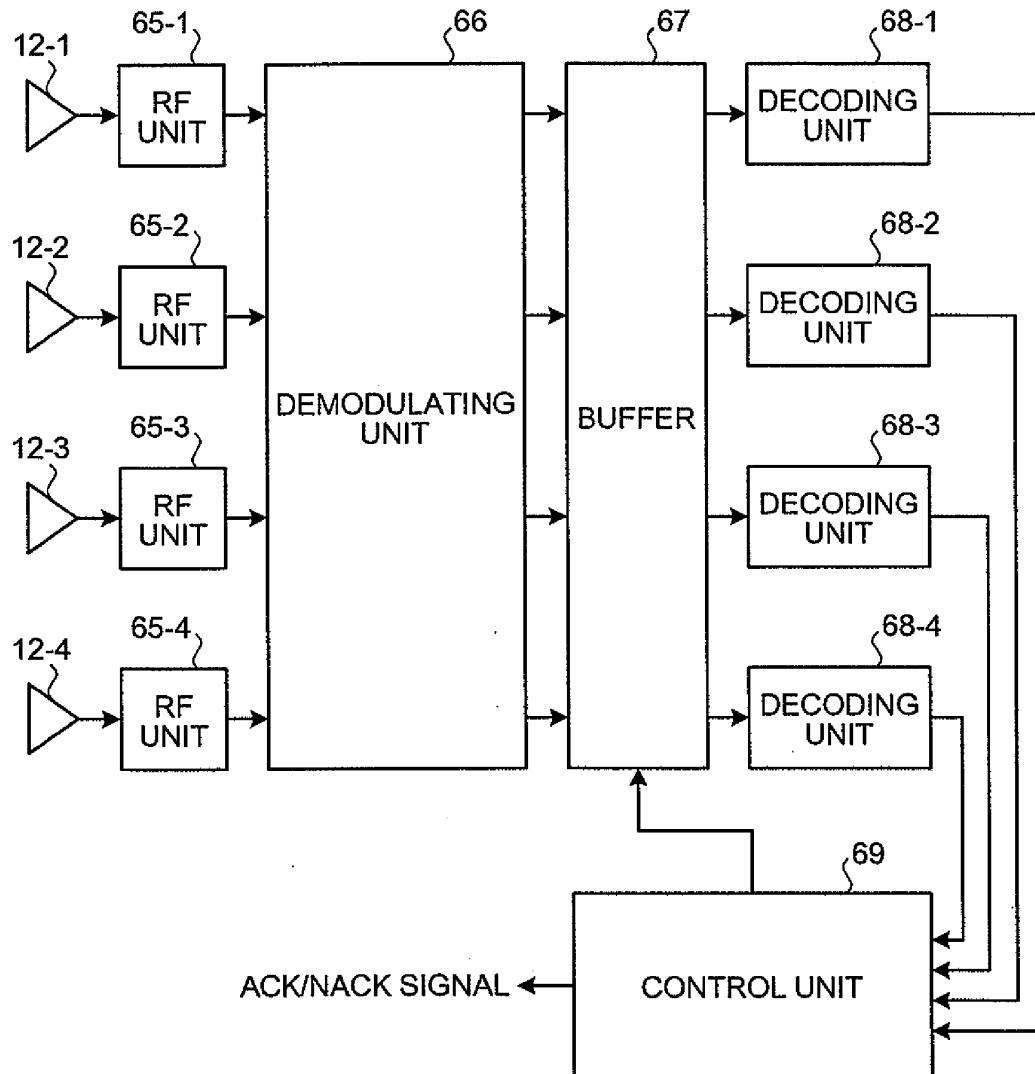 65-1
66
67
68-1
12-1
RF
UNIT
DECODING
UNIT
65-2
68-2
12-2
RF
UNIT
DECODING
UNIT
DEMODULATING
UNIT
BUFFER
65-3
68-3
12-3
RF
UNIT
DECODING
UNIT
65-4
68-4
12-4
RF
UNIT
DECODING
UNIT
69
ACK/NACK SIGNAL
CONTROL UNIT